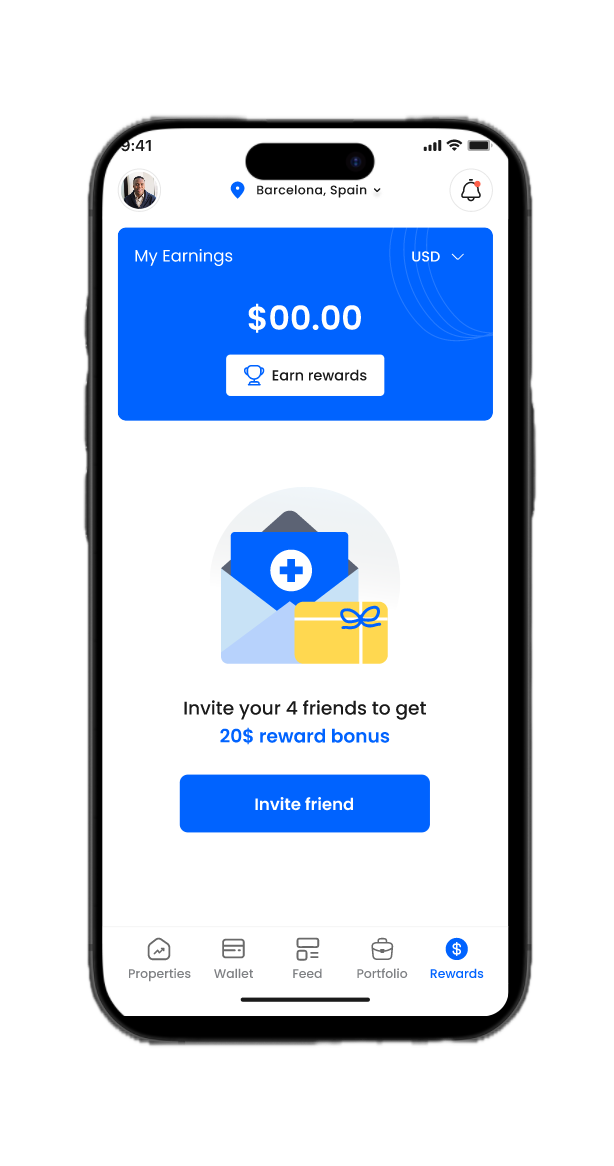 9:41
Barcelona, Spain
My Earnings
USD
$00.00
Earn rewards
Invite your 4 friends to get
20$ reward bonus
Invite friend
Properties
Wallet
Feed
Portfolio
Rewards